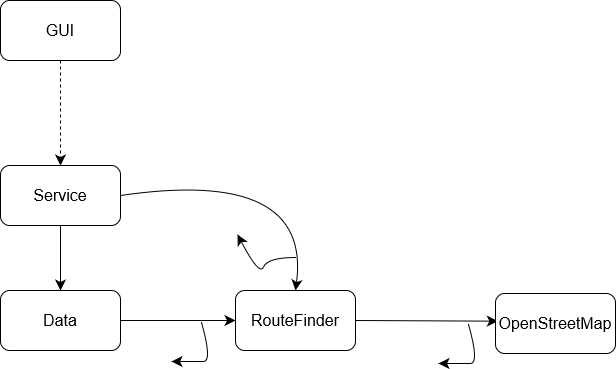 GUI
Service
Data
RouteFinder
OpenStreetMap